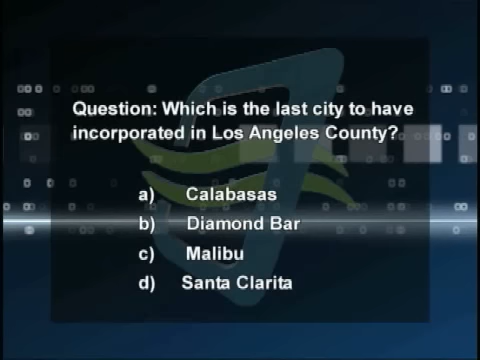 Question: Which is the last city to have
incorporated in Los Angeles County?
a) Calabasas
b) Diamond Bar
c) Malibu
d) Santa Clarita